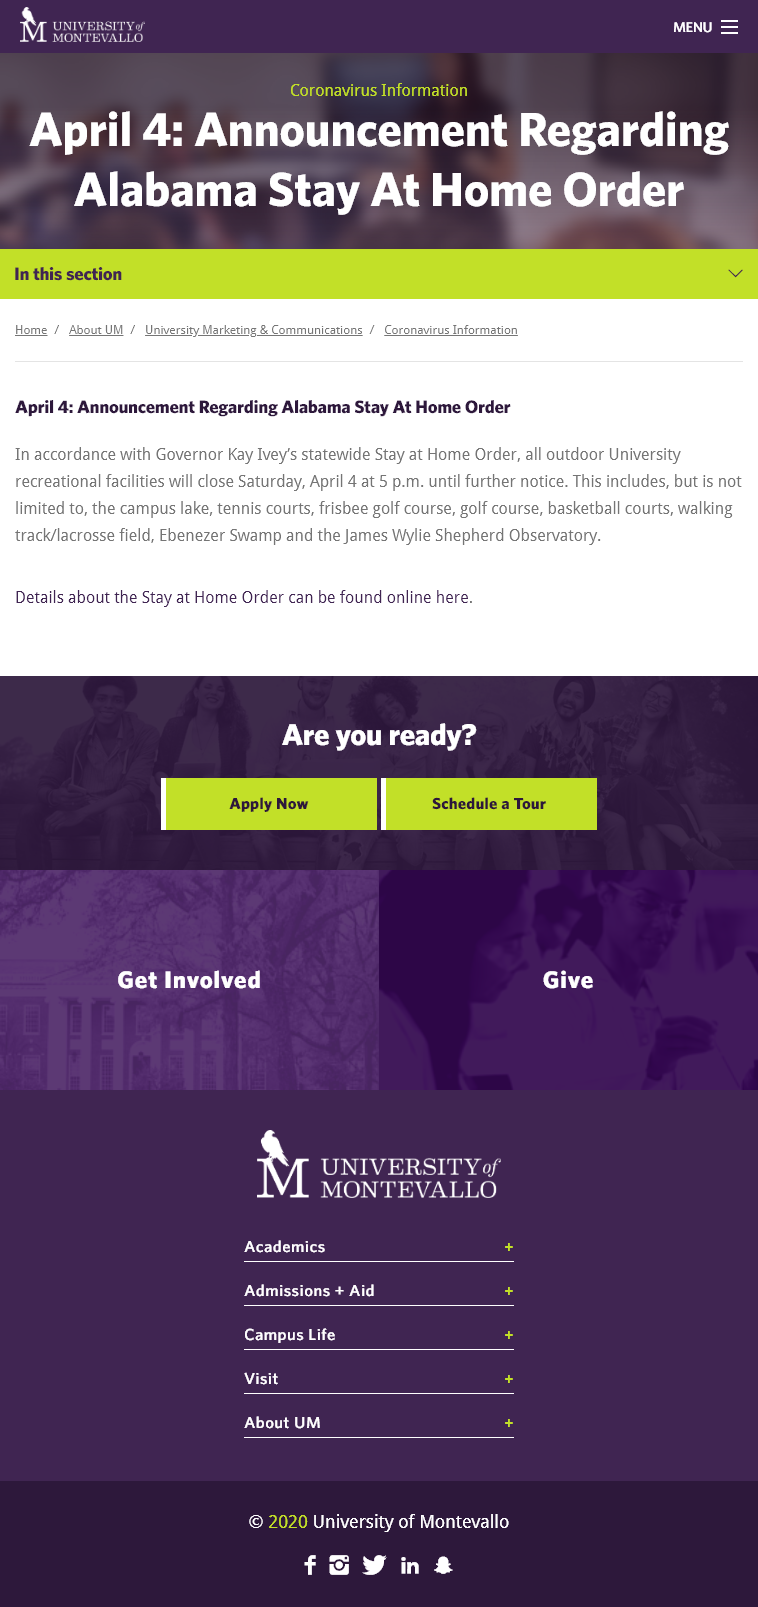 UNIVERSITY of
MONTEVALLO
MENU
Coronavirus Information
April 4: Announcement Regarding
Alabama Stay At Home Order
In this section
Home / About UM / University Marketing & Communications / Coronavirus Information
April 4: Announcement Regarding Alabama Stay At Home Order
In accordance with Governor Kay Ivey’s statewide Stay at Home Order, all outdoor University
recreational facilities will close Saturday, April 4 at 5 p.m. until further notice. This includes, but is not
limited to, the campus lake, tennis courts, frisbee golf course, golf course, basketball courts, walking
track/lacrosse field, Ebenezer Swamp and the James Wylie Shepherd Observatory.
Details about the Stay at Home Order can be found online here.
Are you ready?
Apply Now Schedule a Tour
Get Involved Give
M UNIVERSITY of
MONTEVALLO
Academics +
Admissions + Aid +
Campus Life +
Visit +
About UM +
© 2020 University of Montevallo